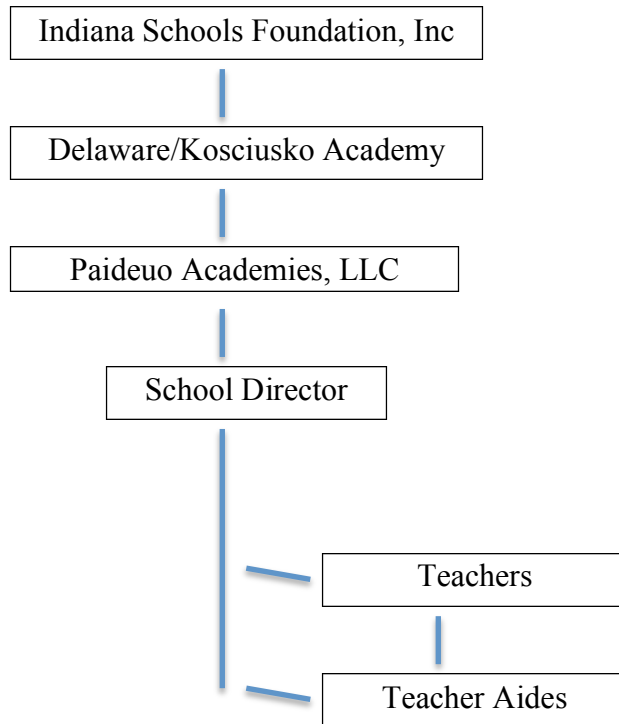 Indiana Schools Foundation, Inc
Delaware/Kosciusko Academy
Paideuo Academies, LLC
School Director
Teachers
Teacher Aides